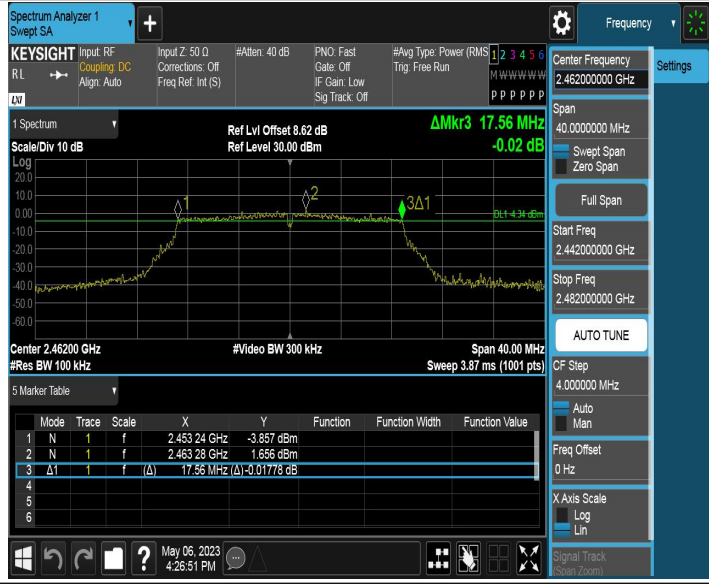 Spectrum Analyzer 1
Swept SA
Frequency
KEYSIGHT Input: RF Input Z: 50 Ω #Atten: 40 dB PNO: Fast #Avg Type: Power (RMS 1 2 3 4 5 6
RL Coupling: DC Corrections: Off Gate: Off Trig: Free Run M W W W W W
Align: Auto Freq Ref: Int (S) IF Gain: Low
LXI Sig Track: Off P P P P P P
Center Frequency Settings
2.462000000 GHz
1 Spectrum Ref Lvl Offset 8.62 dB ΔMkr3 17.56 MHz
Scale/Div 10 dB Ref Level 30.00 dBm -0.02 dB
Span
40.0000000 MHz
Swept Span
Zero Span
Full Span
Start Freq
2.442000000 GHz
Stop Freq
2.482000000 GHz
AUTO TUNE
CF Step
4.000000 MHz
Auto
Man
Freq Offset
0 Hz
X Axis Scale
Log
Lin
Signal Track
(Span Zoom)
Log
20.0
10.0
0.00
-10.0
-20.0
-30.0
-40.0
-50.0
-60.0
1
2
3Δ1
DL1 -4.34 dBm
Center 2.46200 GHz #Video BW 300 kHz Span 40.00 MHz
#Res BW 100 kHz Sweep 3.87 ms (1001 pts)
5 Marker Table
Mode Trace Scale X Y Function Function Width Function Value
1 N 1 f 2.453 24 GHz -3.857 dBm
2 N 1 f 2.463 28 GHz 1.656 dBm
3 Δ1 1 f (Δ) 17.56 MHz (Δ) -0.01778 dB
4
5
6
? May 06, 2023
4:26:51 PM